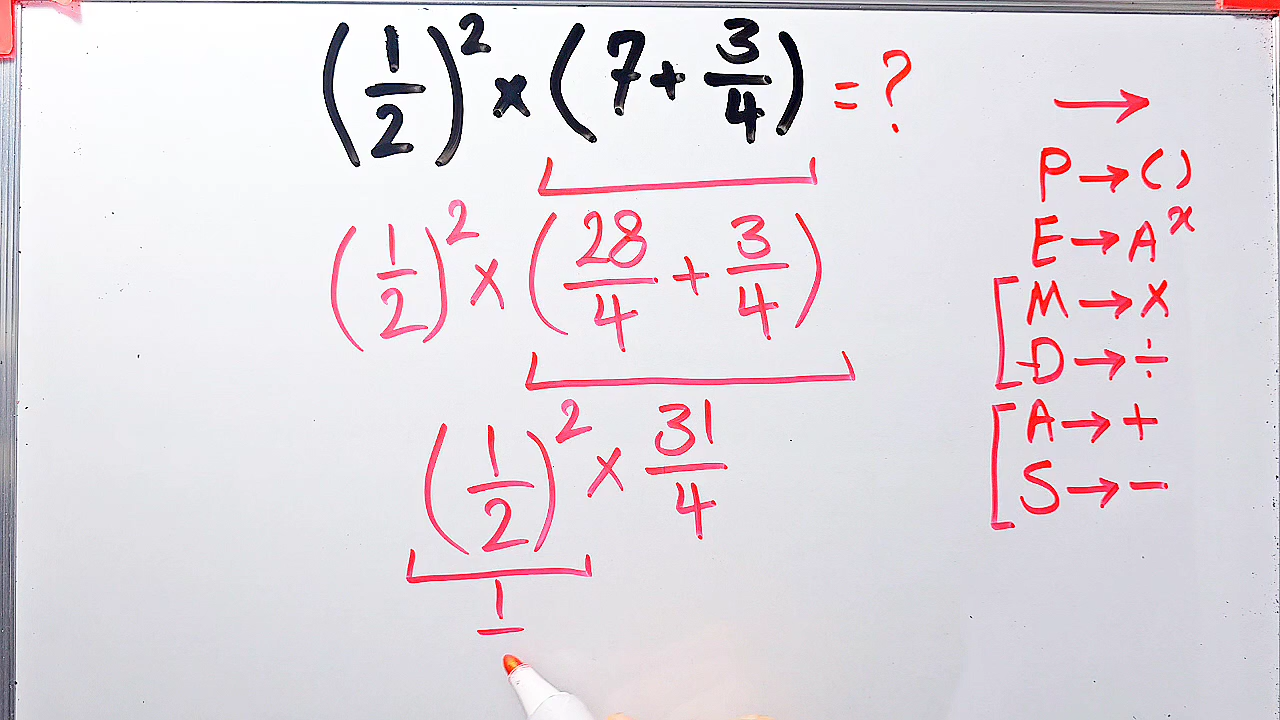 (1/2)² × (7 + 3/4) = ?
(1/2)² × (28/4 + 3/4)
(1/2)² × 31/4
1/
→
P → ( )
E → Aˣ
M → ×
D → ÷
A → +
S → −